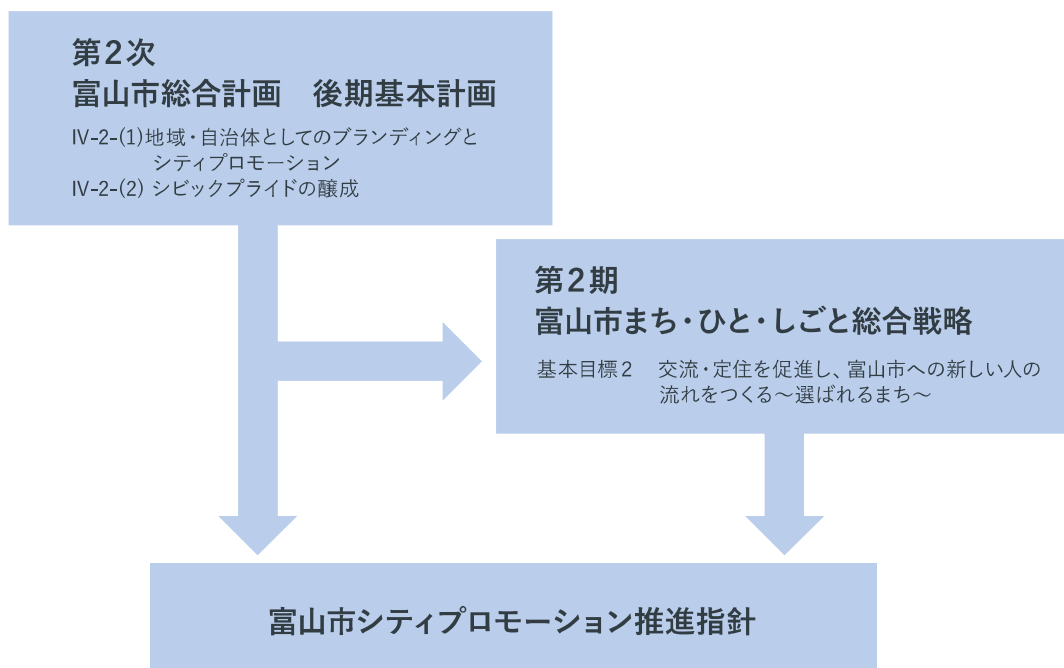 第2次
富山市総合計画　後期基本計画
Ⅳ-2-(1)地域・自治体としてのブランディングと
シティプロモーション
Ⅳ-2-(2) シビックプライドの醸成
第2期
富山市まち・ひと・しごと総合戦略
基本目標2　交流・定住を促進し、富山市への新しい人の
流れをつくる～選ばれるまち～
富山市シティプロモーション推進指針